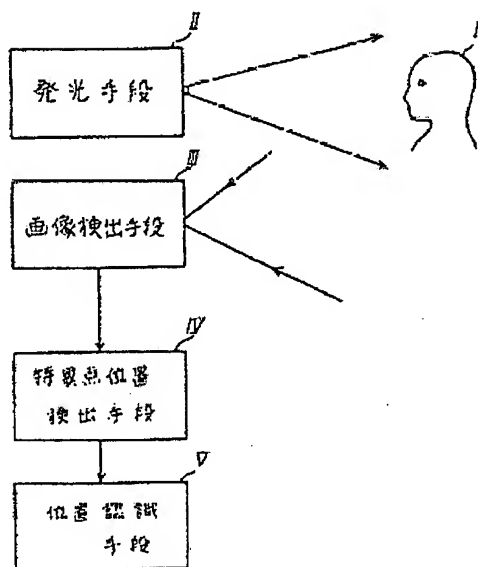 II
I
発光手段
III
画像検出手段
IV
特異点位置
検出手段
V
位置認識
手段